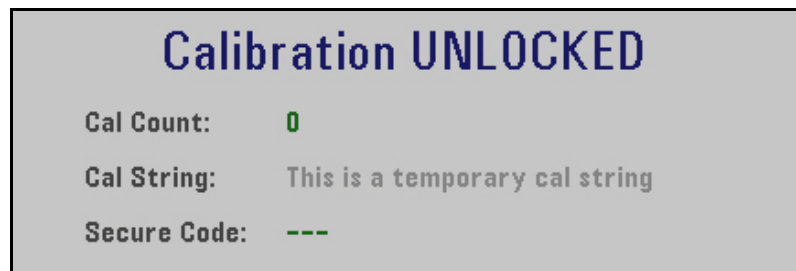 Calibration UNLOCKED
Cal Count: 0
Cal String: This is a temporary cal string
Secure Code: ---